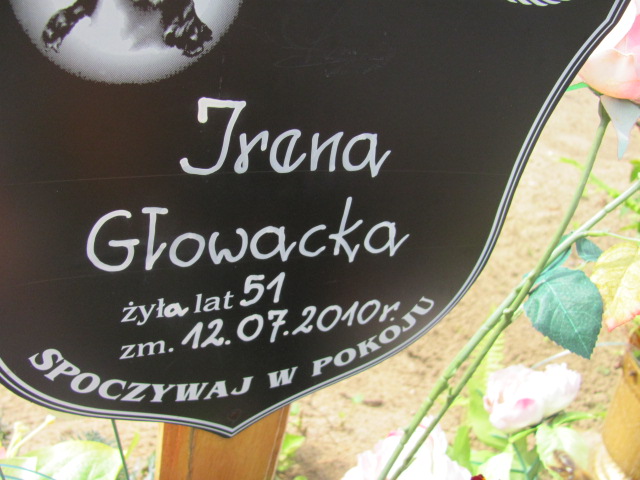 Irena
Głowacka
żyła lat 51
zm. 12.07.2010r.
SPOCZYWAJ W POKOJU